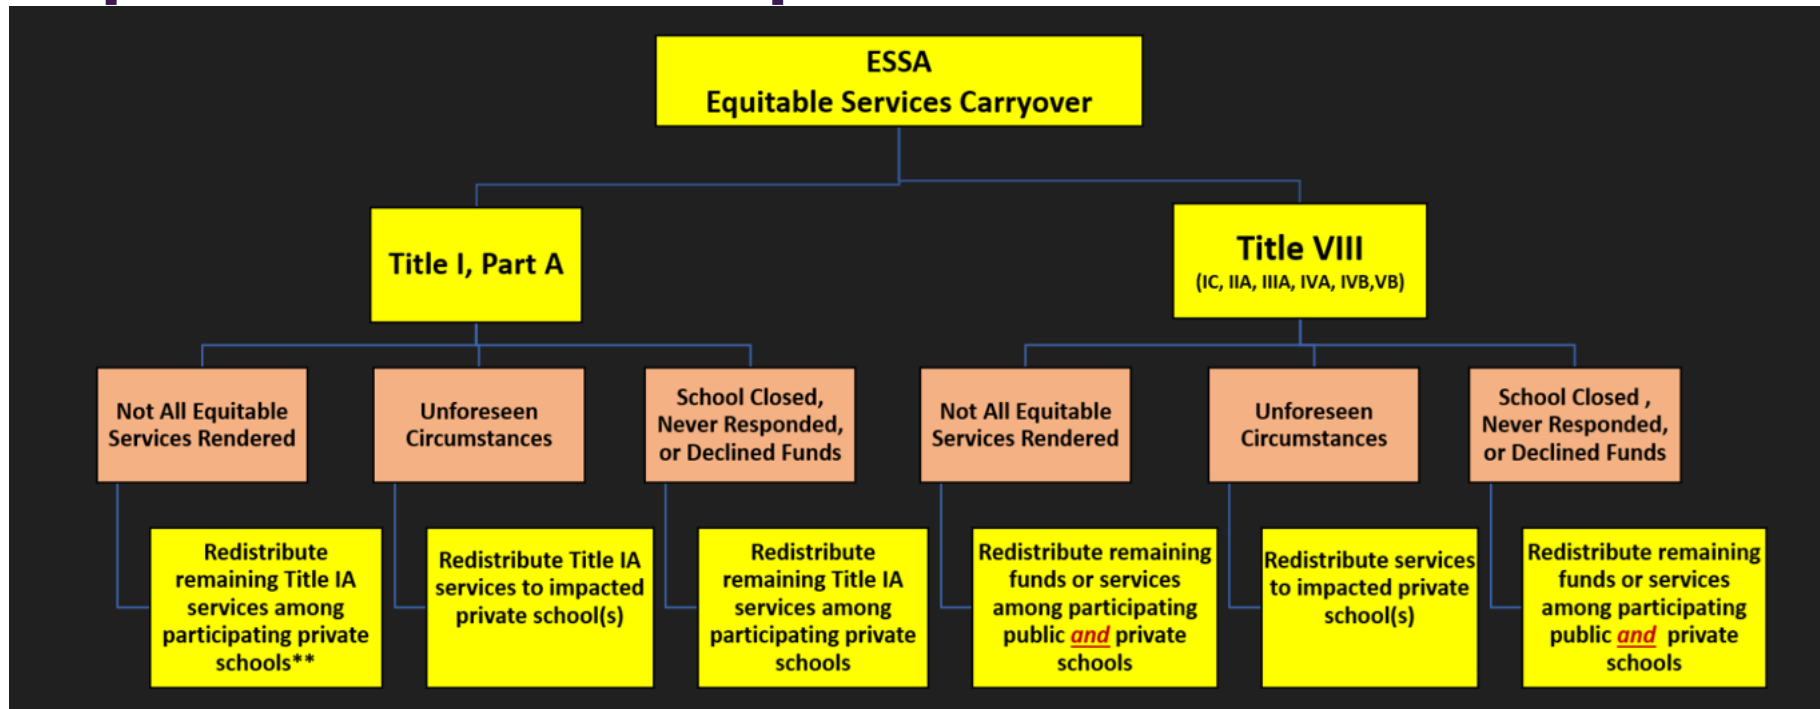 ESSA
Equitable Services Carryover
Title I, Part A
Title VIII
(IC, IIA, IIIA, IVA, IVB,VB)
Not All Equitable
Services Rendered
Unforeseen
Circumstances
School Closed,
Never Responded,
or Declined Funds
Not All Equitable
Services Rendered
Unforeseen
Circumstances
School Closed ,
Never Responded,
or Declined Funds
Redistribute
remaining Title IA
services among
participating private
schools**
Redistribute Title IA
services to impacted
private school(s)
Redistribute
remaining Title IA
services among
participating private
schools
Redistribute remaining
funds or services
among participating
public and private
schools
Redistribute services
to impacted private
school(s)
Redistribute remaining
funds or services
among participating
public and private
schools